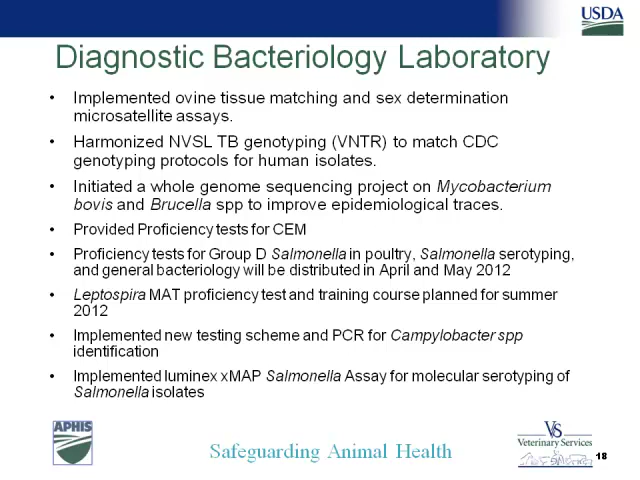 USDA
Diagnostic Bacteriology Laboratory
• Implemented ovine tissue matching and sex determination
microsatellite assays.
• Harmonized NVSL TB genotyping (VNTR) to match CDC
genotyping protocols for human isolates.
• Initiated a whole genome sequencing project on Mycobacterium
bovis and Brucella spp to improve epidemiological traces.
• Provided Proficiency tests for CEM
• Proficiency tests for Group D Salmonella in poultry, Salmonella serotyping,
and general bacteriology will be distributed in April and May 2012
• Leptospira MAT proficiency test and training course planned for summer
2012
• Implemented new testing scheme and PCR for Campylobacter spp
identification
• Implemented luminex xMAP Salmonella Assay for molecular serotyping of
Salmonella isolates
APHIS
Safeguarding Animal Health
VS
Veterinary Services
18